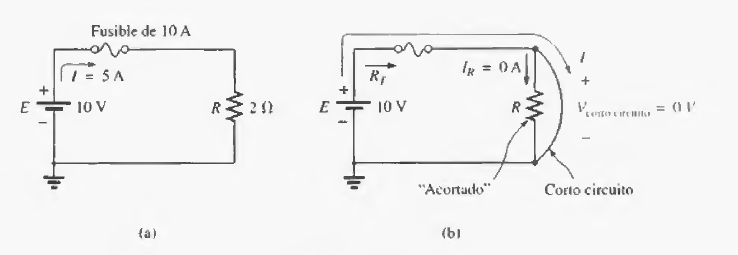 Fusible de 10 A
I = 5 A
E
+
−
10 V
R
2 Ω
(a)
R_f
I_R = 0 A
I
E
+
−
10 V
R
+
V_corto circuito = 0 V
−
"Acortado"
Corto circuito
(b)